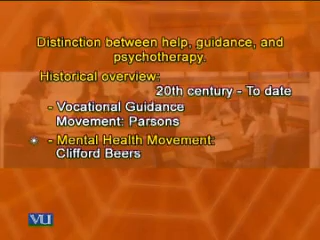 Distinction between help, guidance, and
psychotherapy.
Historical overview:
20th century - To date
- Vocational Guidance
Movement: Parsons
- Mental Health Movement:
Clifford Beers
VU